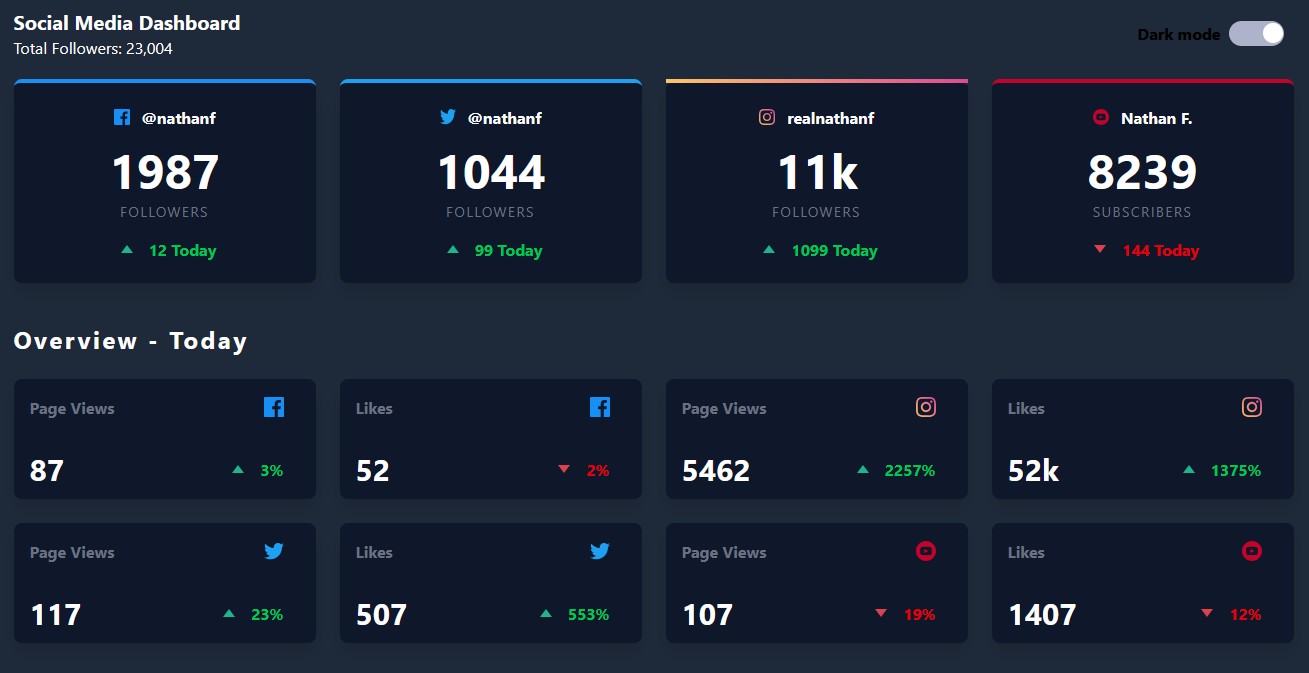 Social Media Dashboard
Total Followers: 23,004
Dark mode
@nathanf
1987
FOLLOWERS
12 Today
@nathanf
1044
FOLLOWERS
99 Today
realnathanf
11k
FOLLOWERS
1099 Today
Nathan F.
8239
SUBSCRIBERS
144 Today
Overview - Today
Page Views
87
3%
Likes
52
2%
Page Views
5462
2257%
Likes
52k
1375%
Page Views
117
23%
Likes
507
553%
Page Views
107
19%
Likes
1407
12%